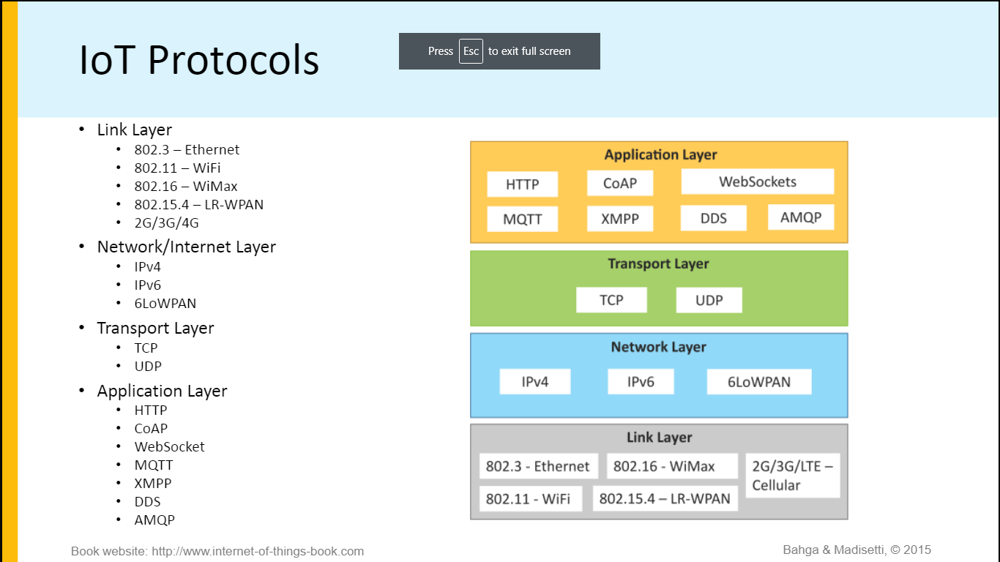 IoT Protocols
Press Esc to exit full screen
• Link Layer
• 802.3 – Ethernet
• 802.11 – WiFi
• 802.16 – WiMax
• 802.15.4 – LR-WPAN
• 2G/3G/4G
• Network/Internet Layer
• IPv4
• IPv6
• 6LoWPAN
• Transport Layer
• TCP
• UDP
• Application Layer
• HTTP
• CoAP
• WebSocket
• MQTT
• XMPP
• DDS
• AMQP
Application Layer
HTTP CoAP WebSockets
MQTT XMPP DDS AMQP
Transport Layer
TCP UDP
Network Layer
IPv4 IPv6 6LoWPAN
Link Layer
802.3 - Ethernet 802.16 - WiMax 2G/3G/LTE –
Cellular
802.11 - WiFi 802.15.4 – LR-WPAN
Book website: http://www.internet-of-things-book.com
Bahga & Madisetti, © 2015